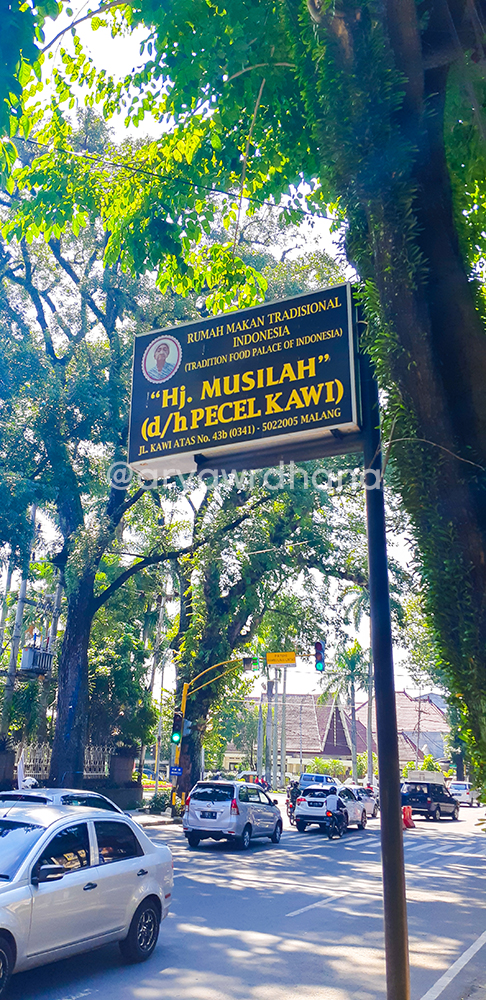 RUMAH MAKAN TRADISIONAL
INDONESIA
(TRADITION FOOD PALACE OF INDONESIA)
"Hj. MUSILAH"
(d/h PECEL KAWI)
JL. KAWI ATAS No. 43b (0341) - 5022005 MALANG
@aryawrdhana